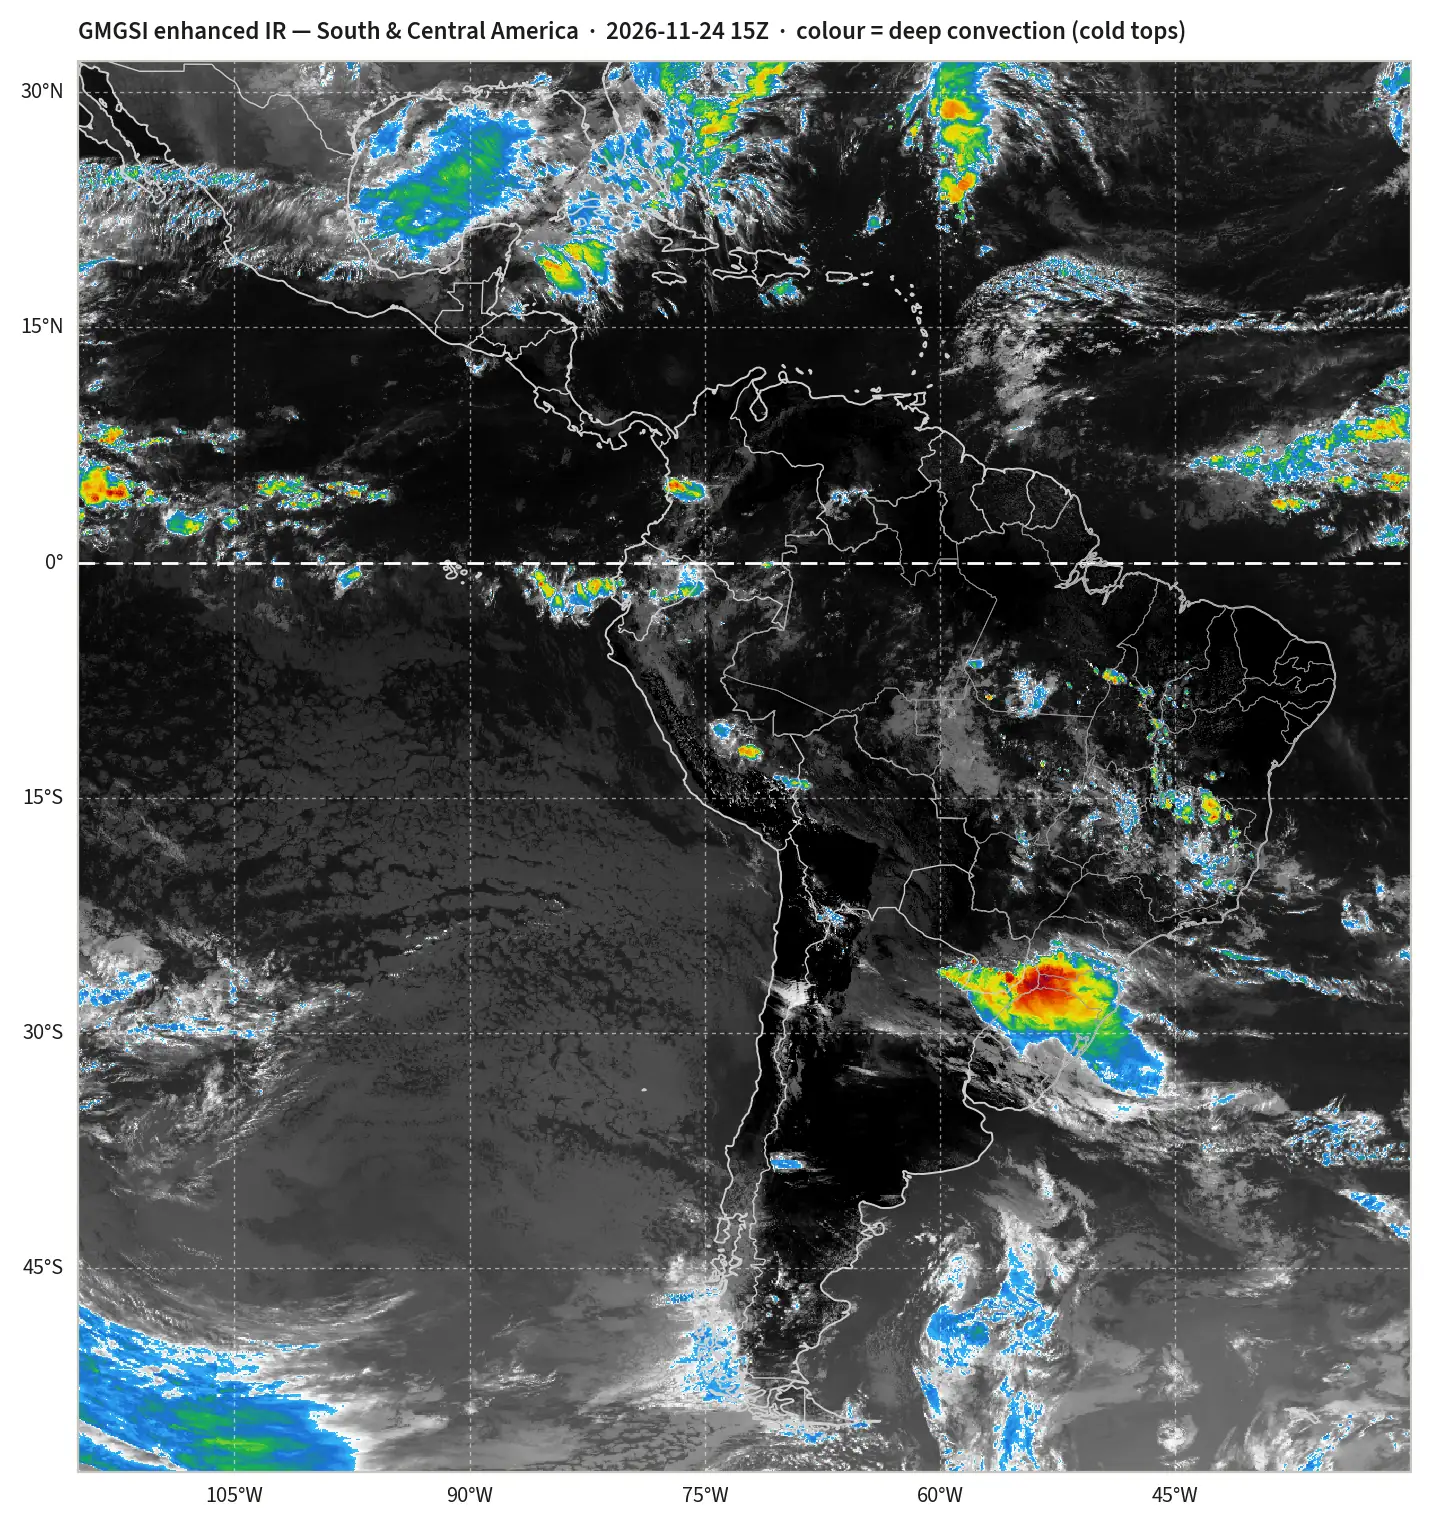 GMGSI enhanced IR — South & Central America · 2026-11-24 15Z · colour = deep convection (cold tops)
30°N
15°N
0°
15°S
30°S
45°S
105°W 90°W 75°W 60°W 45°W